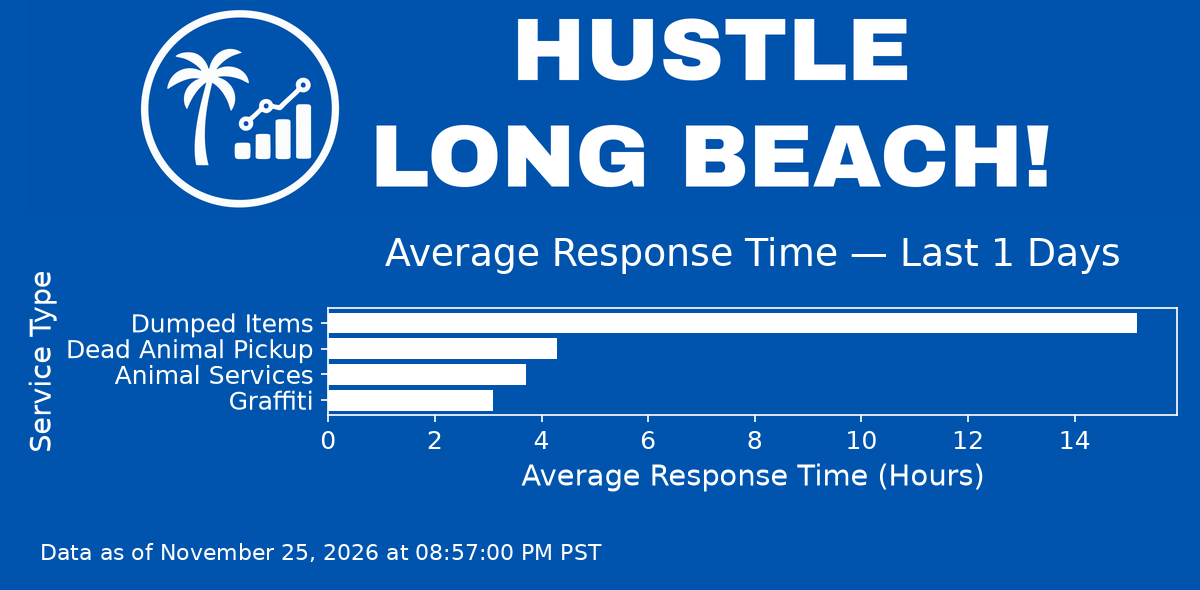 HUSTLE
LONG BEACH!
Average Response Time — Last 1 Days
Service Type
Dumped Items
Dead Animal Pickup
Animal Services
Graffiti
0 2 4 6 8 10 12 14
Average Response Time (Hours)
Data as of November 25, 2026 at 08:57:00 PM PST